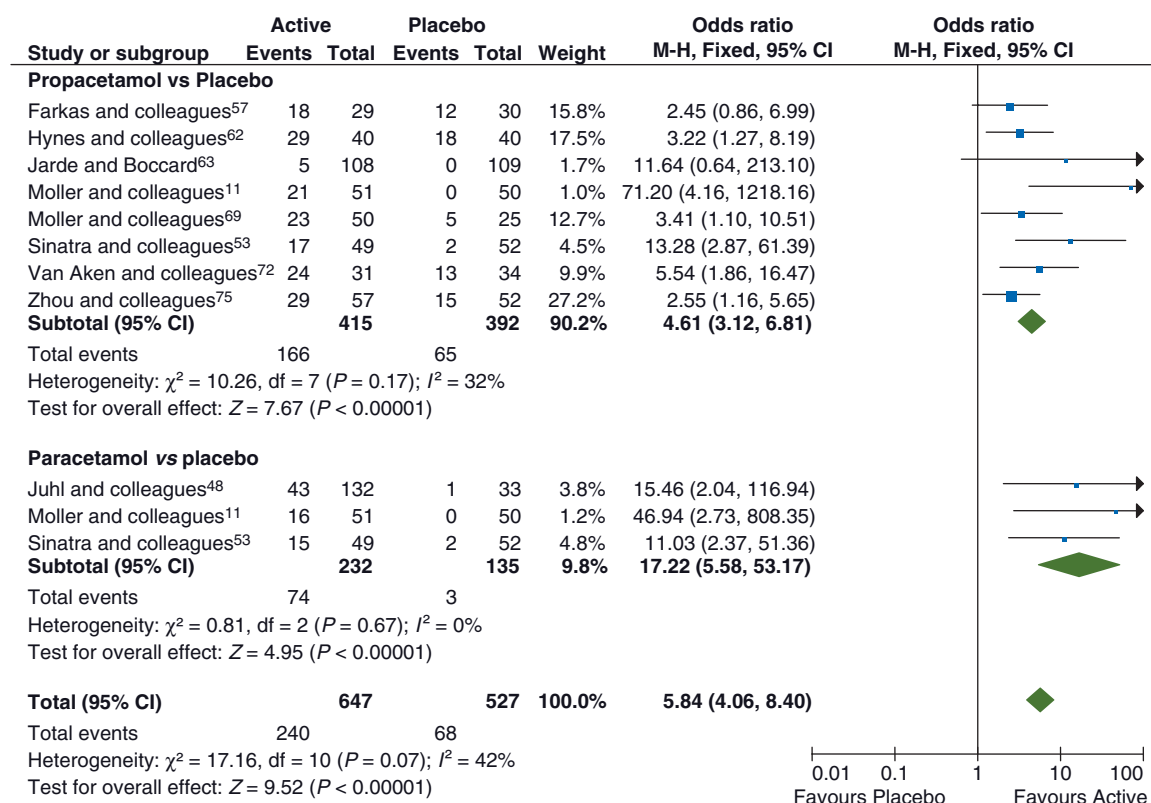 Active Placebo Odds ratio Odds ratio
Study or subgroup Events Total Events Total Weight M-H, Fixed, 95% CI M-H, Fixed, 95% CI
Propacetamol vs Placebo
Farkas and colleagues⁵⁷ 18 29 12 30 15.8% 2.45 (0.86, 6.99)
Hynes and colleagues⁶² 29 40 18 40 17.5% 3.22 (1.27, 8.19)
Jarde and Boccard⁶³ 5 108 0 109 1.7% 11.64 (0.64, 213.10)
Moller and colleagues¹¹ 21 51 0 50 1.0% 71.20 (4.16, 1218.16)
Moller and colleagues⁶⁹ 23 50 5 25 12.7% 3.41 (1.10, 10.51)
Sinatra and colleagues⁵³ 17 49 2 52 4.5% 13.28 (2.87, 61.39)
Van Aken and colleagues⁷² 24 31 13 34 9.9% 5.54 (1.86, 16.47)
Zhou and colleagues⁷⁵ 29 57 15 52 27.2% 2.55 (1.16, 5.65)
Subtotal (95% CI) 415 392 90.2% 4.61 (3.12, 6.81)
Total events 166 65
Heterogeneity: χ² = 10.26, df = 7 (P = 0.17); I² = 32%
Test for overall effect: Z = 7.67 (P < 0.00001)
Paracetamol vs placebo
Juhl and colleagues⁴⁸ 43 132 1 33 3.8% 15.46 (2.04, 116.94)
Moller and colleagues¹¹ 16 51 0 50 1.2% 46.94 (2.73, 808.35)
Sinatra and colleagues⁵³ 15 49 2 52 4.8% 11.03 (2.37, 51.36)
Subtotal (95% CI) 232 135 9.8% 17.22 (5.58, 53.17)
Total events 74 3
Heterogeneity: χ² = 0.81, df = 2 (P = 0.67); I² = 0%
Test for overall effect: Z = 4.95 (P < 0.00001)
Total (95% CI) 647 527 100.0% 5.84 (4.06, 8.40)
Total events 240 68
Heterogeneity: χ² = 17.16, df = 10 (P = 0.07); I² = 42%
Test for overall effect: Z = 9.52 (P < 0.00001)
0.01 0.1 1 10 100
Favours Placebo Favours Active